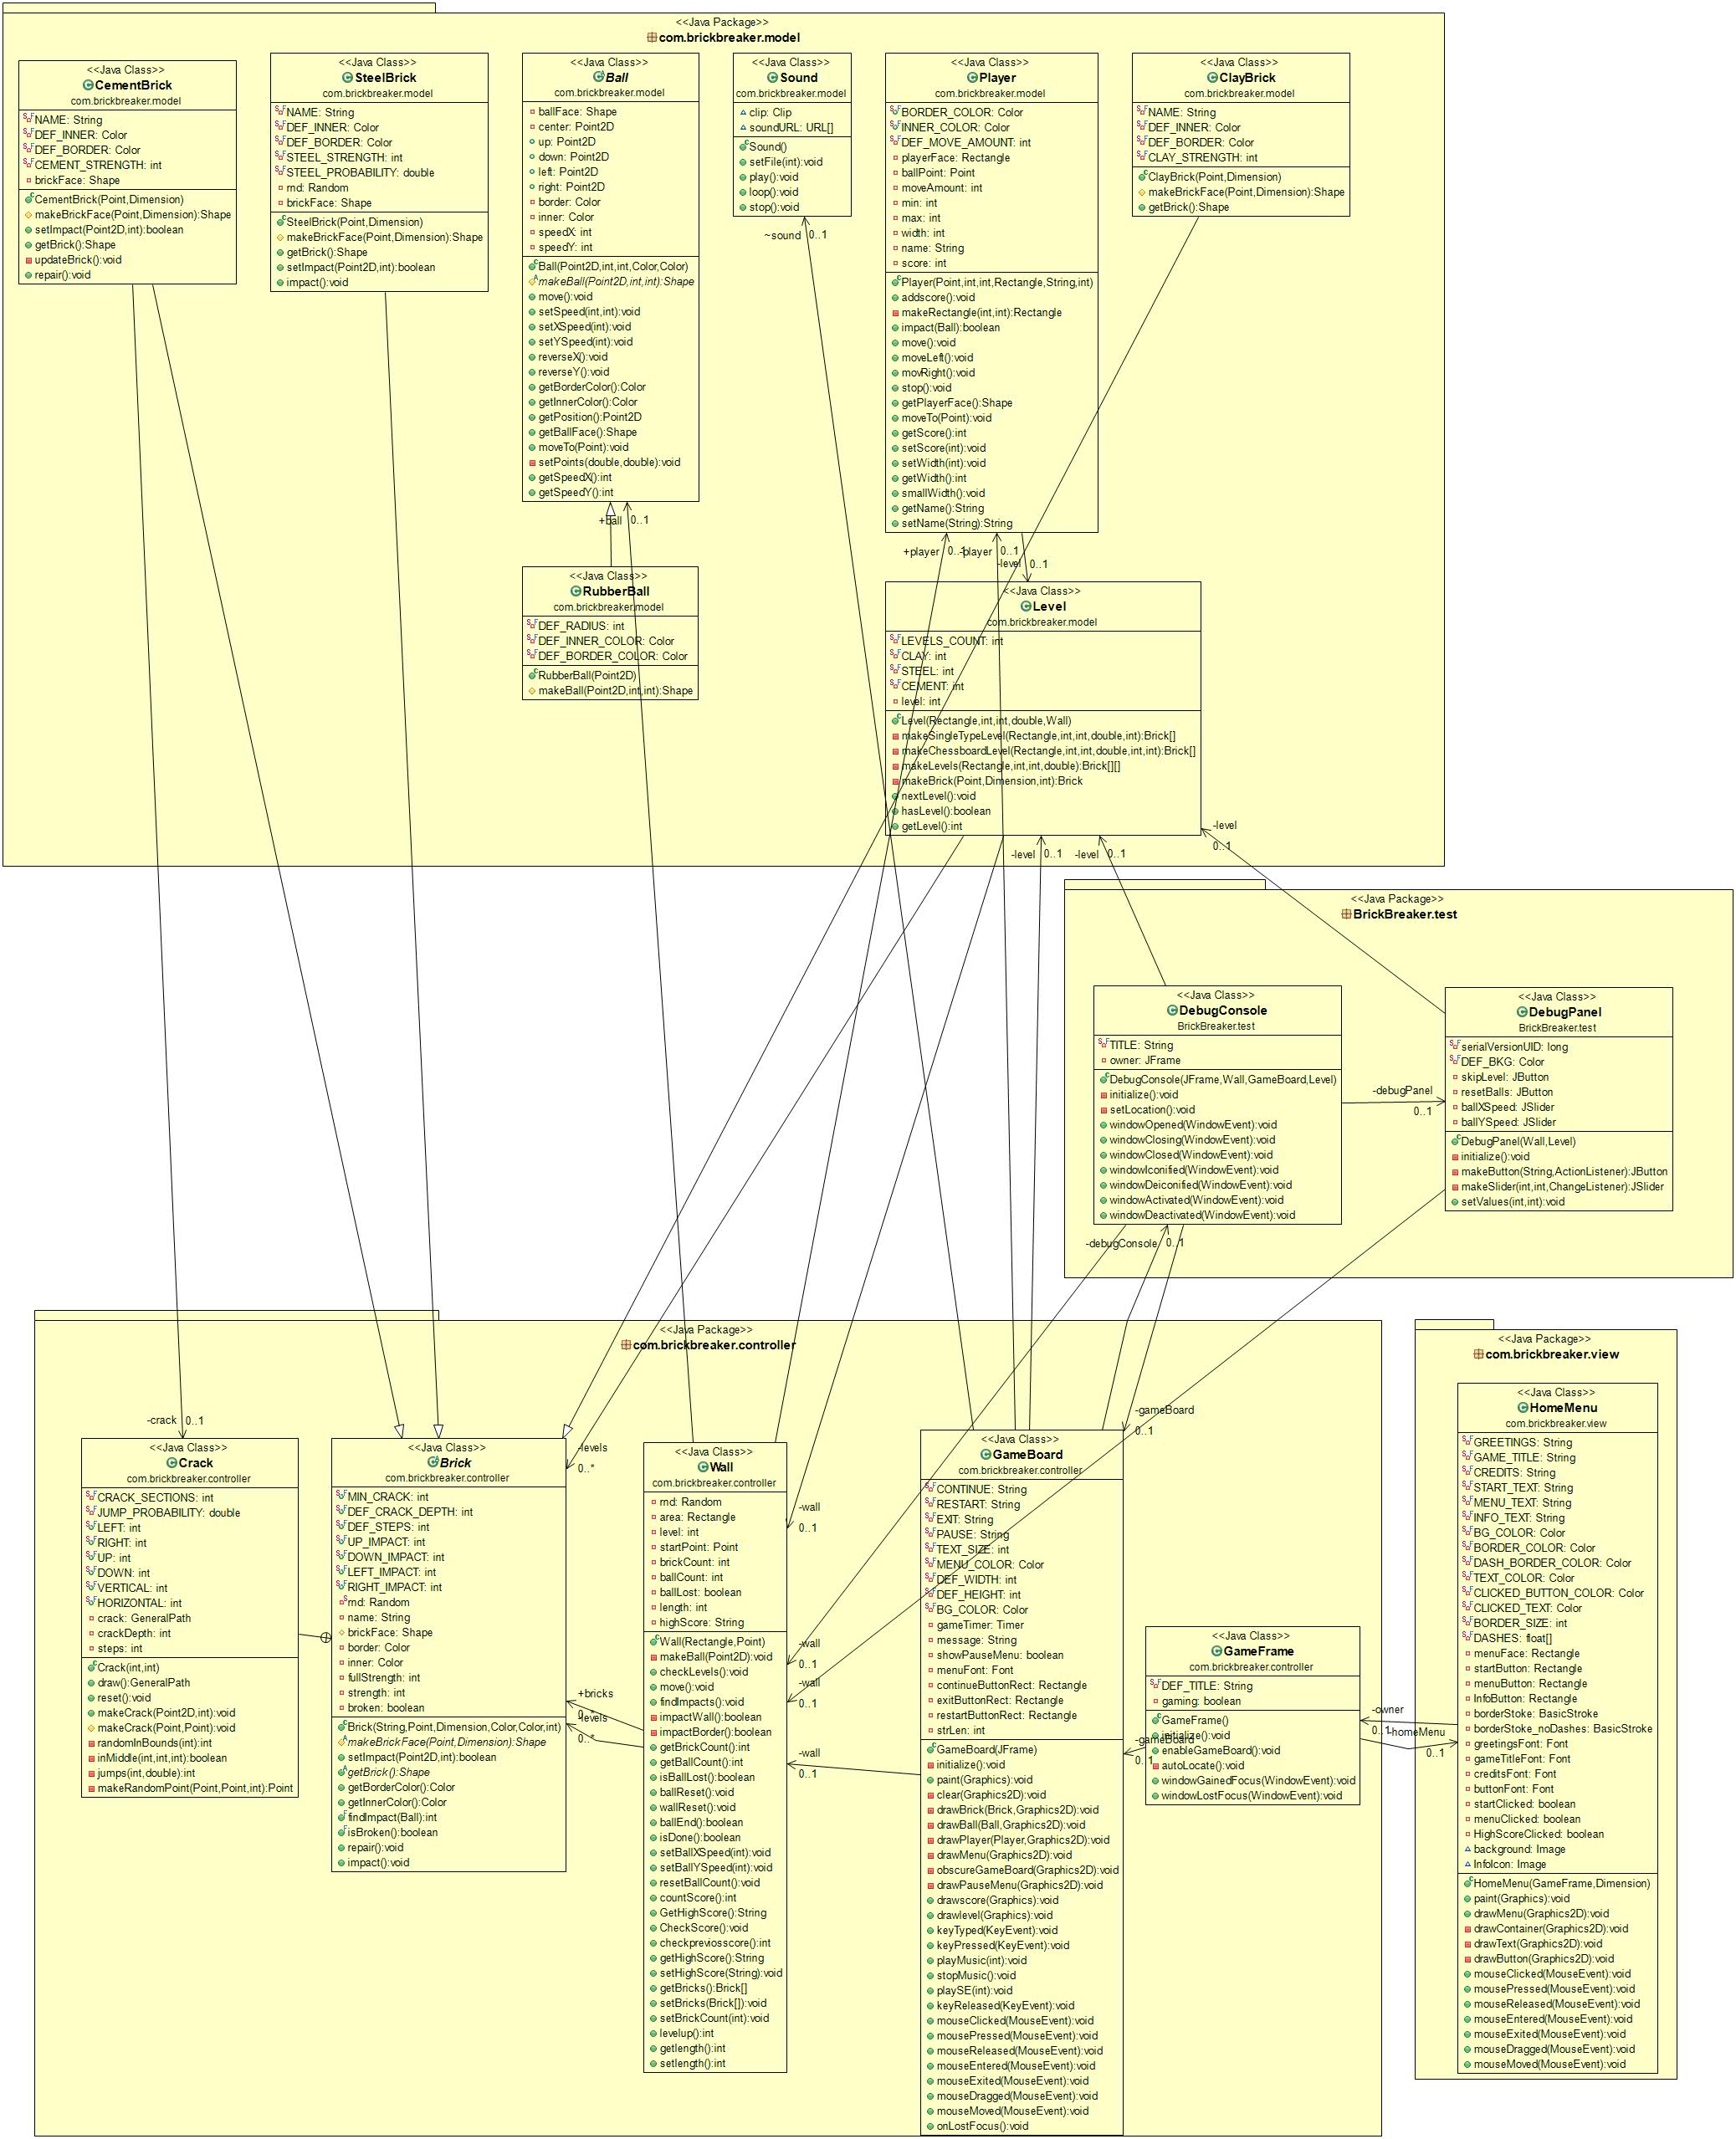 <<Java Package>>
com.brickbreaker.model
<<Java Class>>
CementBrick
com.brickbreaker.model
NAME: String
DEF_INNER: Color
DEF_BORDER: Color
CEMENT_STRENGTH: int
brickFace: Shape
CementBrick(Point,Dimension)
makeBrickFace(Point,Dimension):Shape
setImpact(Point2D,int):boolean
getBrick():Shape
updateBrick():void
repair():void
<<Java Class>>
SteelBrick
com.brickbreaker.model
NAME: String
DEF_INNER: Color
DEF_BORDER: Color
STEEL_STRENGTH: int
STEEL_PROBABILITY: double
rnd: Random
brickFace: Shape
SteelBrick(Point,Dimension)
makeBrickFace(Point,Dimension):Shape
getBrick():Shape
setImpact(Point2D,int):boolean
impact():void
<<Java Class>>
Ball
com.brickbreaker.model
ballFace: Shape
center: Point2D
up: Point2D
down: Point2D
left: Point2D
right: Point2D
border: Color
inner: Color
speedX: int
speedY: int
Ball(Point2D,int,int,Color,Color)
makeBall(Point2D,int,int):Shape
move():void
setSpeed(int,int):void
setXSpeed(int):void
setYSpeed(int):void
reverseX():void
reverseY():void
getBorderColor():Color
getInnerColor():Color
getPosition():Point2D
getBallFace():Shape
moveTo(Point):void
setPoints(double,double):void
getSpeedX():int
getSpeedY():int
<<Java Class>>
Sound
com.brickbreaker.model
clip: Clip
soundURL: URL[]
Sound()
setFile(int):void
play():void
loop():void
stop():void
~sound 0..1
<<Java Class>>
Player
com.brickbreaker.model
BORDER_COLOR: Color
INNER_COLOR: Color
DEF_MOVE_AMOUNT: int
playerFace: Rectangle
ballPoint: Point
moveAmount: int
min: int
max: int
width: int
name: String
score: int
Player(Point,int,int,Rectangle,String,int)
addscore():void
makeRectangle(int,int):Rectangle
impact(Ball):boolean
move():void
moveLeft():void
movRight():void
stop():void
getPlayerFace():Shape
moveTo(Point):void
getScore():int
setScore(int):void
setWidth(int):void
getWidth():int
smallWidth():void
getName():String
setName(String):String
<<Java Class>>
ClayBrick
com.brickbreaker.model
NAME: String
DEF_INNER: Color
DEF_BORDER: Color
CLAY_STRENGTH: int
ClayBrick(Point,Dimension)
makeBrickFace(Point,Dimension):Shape
getBrick():Shape
+ball 0..1
+player 0..1
-player 0..1
-level 0..1
<<Java Class>>
RubberBall
com.brickbreaker.model
DEF_RADIUS: int
DEF_INNER_COLOR: Color
DEF_BORDER_COLOR: Color
RubberBall(Point2D)
makeBall(Point2D,int,int):Shape
<<Java Class>>
Level
com.brickbreaker.model
LEVELS_COUNT: int
CLAY: int
STEEL: int
CEMENT: int
level: int
Level(Rectangle,int,int,double,Wall)
makeSingleTypeLevel(Rectangle,int,int,double,int):Brick[]
makeChessboardLevel(Rectangle,int,int,double,int,int):Brick[]
makeLevels(Rectangle,int,int,double):Brick[][]
makeBrick(Point,Dimension,int):Brick
nextLevel():void
hasLevel():boolean
getLevel():int
-level 0..1
-level 0..1
-level
0..1
<<Java Package>>
BrickBreaker.test
<<Java Class>>
DebugConsole
BrickBreaker.test
TITLE: String
owner: JFrame
DebugConsole(JFrame,Wall,GameBoard,Level)
initialize():void
setLocation():void
windowOpened(WindowEvent):void
windowClosing(WindowEvent):void
windowClosed(WindowEvent):void
windowIconified(WindowEvent):void
windowDeiconified(WindowEvent):void
windowActivated(WindowEvent):void
windowDeactivated(WindowEvent):void
-debugPanel
0..1
<<Java Class>>
DebugPanel
BrickBreaker.test
serialVersionUID: long
DEF_BKG: Color
skipLevel: JButton
resetBalls: JButton
ballXSpeed: JSlider
ballYSpeed: JSlider
DebugPanel(Wall,Level)
initialize():void
makeButton(String,ActionListener):JButton
makeSlider(int,int,ChangeListener):JSlider
setValues(int,int):void
-debugConsole 0..1
<<Java Package>>
com.brickbreaker.controller
-crack 0..1
<<Java Class>>
Crack
com.brickbreaker.controller
CRACK_SECTIONS: int
JUMP_PROBABILITY: double
LEFT: int
RIGHT: int
UP: int
DOWN: int
VERTICAL: int
HORIZONTAL: int
crack: GeneralPath
crackDepth: int
steps: int
Crack(int,int)
draw():GeneralPath
reset():void
makeCrack(Point2D,int):void
makeCrack(Point,Point):void
randomInBounds(int):int
inMiddle(int,int,int):boolean
jumps(int,double):int
makeRandomPoint(Point,Point,int):Point
<<Java Class>>
Brick
com.brickbreaker.controller
MIN_CRACK: int
DEF_CRACK_DEPTH: int
DEF_STEPS: int
UP_IMPACT: int
DOWN_IMPACT: int
LEFT_IMPACT: int
RIGHT_IMPACT: int
rnd: Random
name: String
brickFace: Shape
border: Color
inner: Color
fullStrength: int
strength: int
broken: boolean
Brick(String,Point,Dimension,Color,Color,int)
makeBrickFace(Point,Dimension):Shape
setImpact(Point2D,int):boolean
getBrick():Shape
getBorderColor():Color
getInnerColor():Color
findImpact(Ball):int
isBroken():boolean
repair():void
impact():void
-levels
0..*
+bricks
0..*
-levels
0..*
<<Java Class>>
Wall
com.brickbreaker.controller
rnd: Random
area: Rectangle
level: int
startPoint: Point
brickCount: int
ballCount: int
ballLost: boolean
length: int
highScore: String
Wall(Rectangle,Point)
makeBall(Point2D):void
checkLevels():void
move():void
findImpacts():void
impactWall():boolean
impactBorder():boolean
getBrickCount():int
getBallCount():int
isBallLost():boolean
ballReset():void
wallReset():void
ballEnd():boolean
isDone():boolean
setBallXSpeed(int):void
setBallYSpeed(int):void
resetBallCount():void
countScore():int
GetHighScore():String
CheckScore():void
checkpreviosscore():int
getHighScore():String
setHighScore(String):void
getBricks():Brick[]
setBricks(Brick[]):void
setBrickCount(int):void
levelup():int
getlength():int
setlength():int
-wall
0..1
-wall
0..1
-wall
0..1
-wall
0..1
-gameBoard
0..1
<<Java Class>>
GameBoard
com.brickbreaker.controller
CONTINUE: String
RESTART: String
EXIT: String
PAUSE: String
TEXT_SIZE: int
MENU_COLOR: Color
DEF_WIDTH: int
DEF_HEIGHT: int
BG_COLOR: Color
gameTimer: Timer
message: String
showPauseMenu: boolean
menuFont: Font
continueButtonRect: Rectangle
exitButtonRect: Rectangle
restartButtonRect: Rectangle
strLen: int
GameBoard(JFrame)
initialize():void
paint(Graphics):void
clear(Graphics2D):void
drawBrick(Brick,Graphics2D):void
drawBall(Ball,Graphics2D):void
drawPlayer(Player,Graphics2D):void
drawMenu(Graphics2D):void
obscureGameBoard(Graphics2D):void
drawPauseMenu(Graphics2D):void
drawscore(Graphics):void
drawlevel(Graphics):void
keyTyped(KeyEvent):void
keyPressed(KeyEvent):void
playMusic(int):void
stopMusic():void
playSE(int):void
keyReleased(KeyEvent):void
mouseClicked(MouseEvent):void
mousePressed(MouseEvent):void
mouseReleased(MouseEvent):void
mouseEntered(MouseEvent):void
mouseExited(MouseEvent):void
mouseDragged(MouseEvent):void
mouseMoved(MouseEvent):void
onLostFocus():void
-gameBoard
0..1
<<Java Class>>
GameFrame
com.brickbreaker.controller
DEF_TITLE: String
gaming: boolean
GameFrame()
initialize():void
enableGameBoard():void
autoLocate():void
windowGainedFocus(WindowEvent):void
windowLostFocus(WindowEvent):void
-owner
0..1
-homeMenu
0..1
<<Java Package>>
com.brickbreaker.view
<<Java Class>>
HomeMenu
com.brickbreaker.view
GREETINGS: String
GAME_TITLE: String
CREDITS: String
START_TEXT: String
MENU_TEXT: String
INFO_TEXT: String
BG_COLOR: Color
BORDER_COLOR: Color
DASH_BORDER_COLOR: Color
TEXT_COLOR: Color
CLICKED_BUTTON_COLOR: Color
CLICKED_TEXT: Color
BORDER_SIZE: int
DASHES: float[]
menuFace: Rectangle
startButton: Rectangle
menuButton: Rectangle
InfoButton: Rectangle
borderStoke: BasicStroke
borderStoke_noDashes: BasicStroke
greetingsFont: Font
gameTitleFont: Font
creditsFont: Font
buttonFont: Font
startClicked: boolean
menuClicked: boolean
HighScoreClicked: boolean
background: Image
InfoIcon: Image
HomeMenu(GameFrame,Dimension)
paint(Graphics):void
drawMenu(Graphics2D):void
drawContainer(Graphics2D):void
drawText(Graphics2D):void
drawButton(Graphics2D):void
mouseClicked(MouseEvent):void
mousePressed(MouseEvent):void
mouseReleased(MouseEvent):void
mouseEntered(MouseEvent):void
mouseExited(MouseEvent):void
mouseDragged(MouseEvent):void
mouseMoved(MouseEvent):void